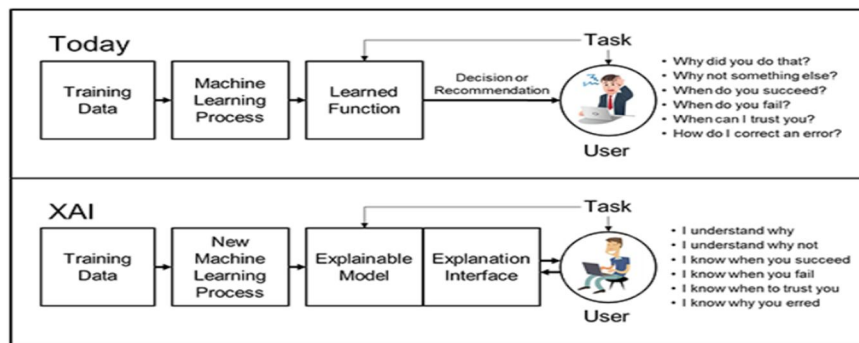 Today
Task
Training
Data
Machine
Learning
Process
Learned
Function
Decision or
Recommendation
User
• Why did you do that?
• Why not something else?
• When do you succeed?
• When do you fail?
• When can I trust you?
• How do I correct an error?
XAI
Task
Training
Data
New
Machine
Learning
Process
Explainable
Model
Explanation
Interface
User
• I understand why
• I understand why not
• I know when you succeed
• I know when you fail
• I know when to trust you
• I know why you erred